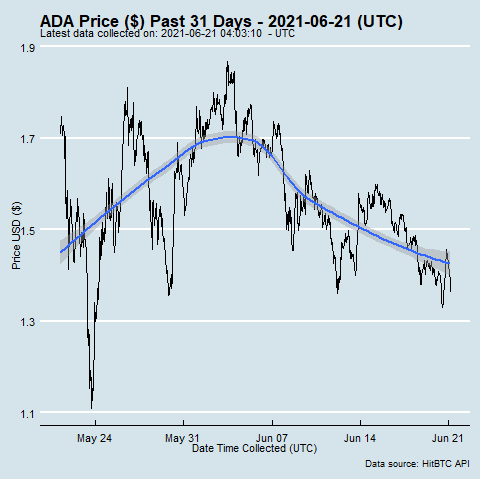 ADA Price ($) Past 31 Days - 2021-06-21 (UTC)
Latest data collected on: 2021-06-21 04:03:10  - UTC
1.9
1.7
1.5
1.3
1.1
Price USD ($)
May 24
May 31
Jun 07
Jun 14
Jun 21
Date Time Collected (UTC)
Data source: HitBTC API